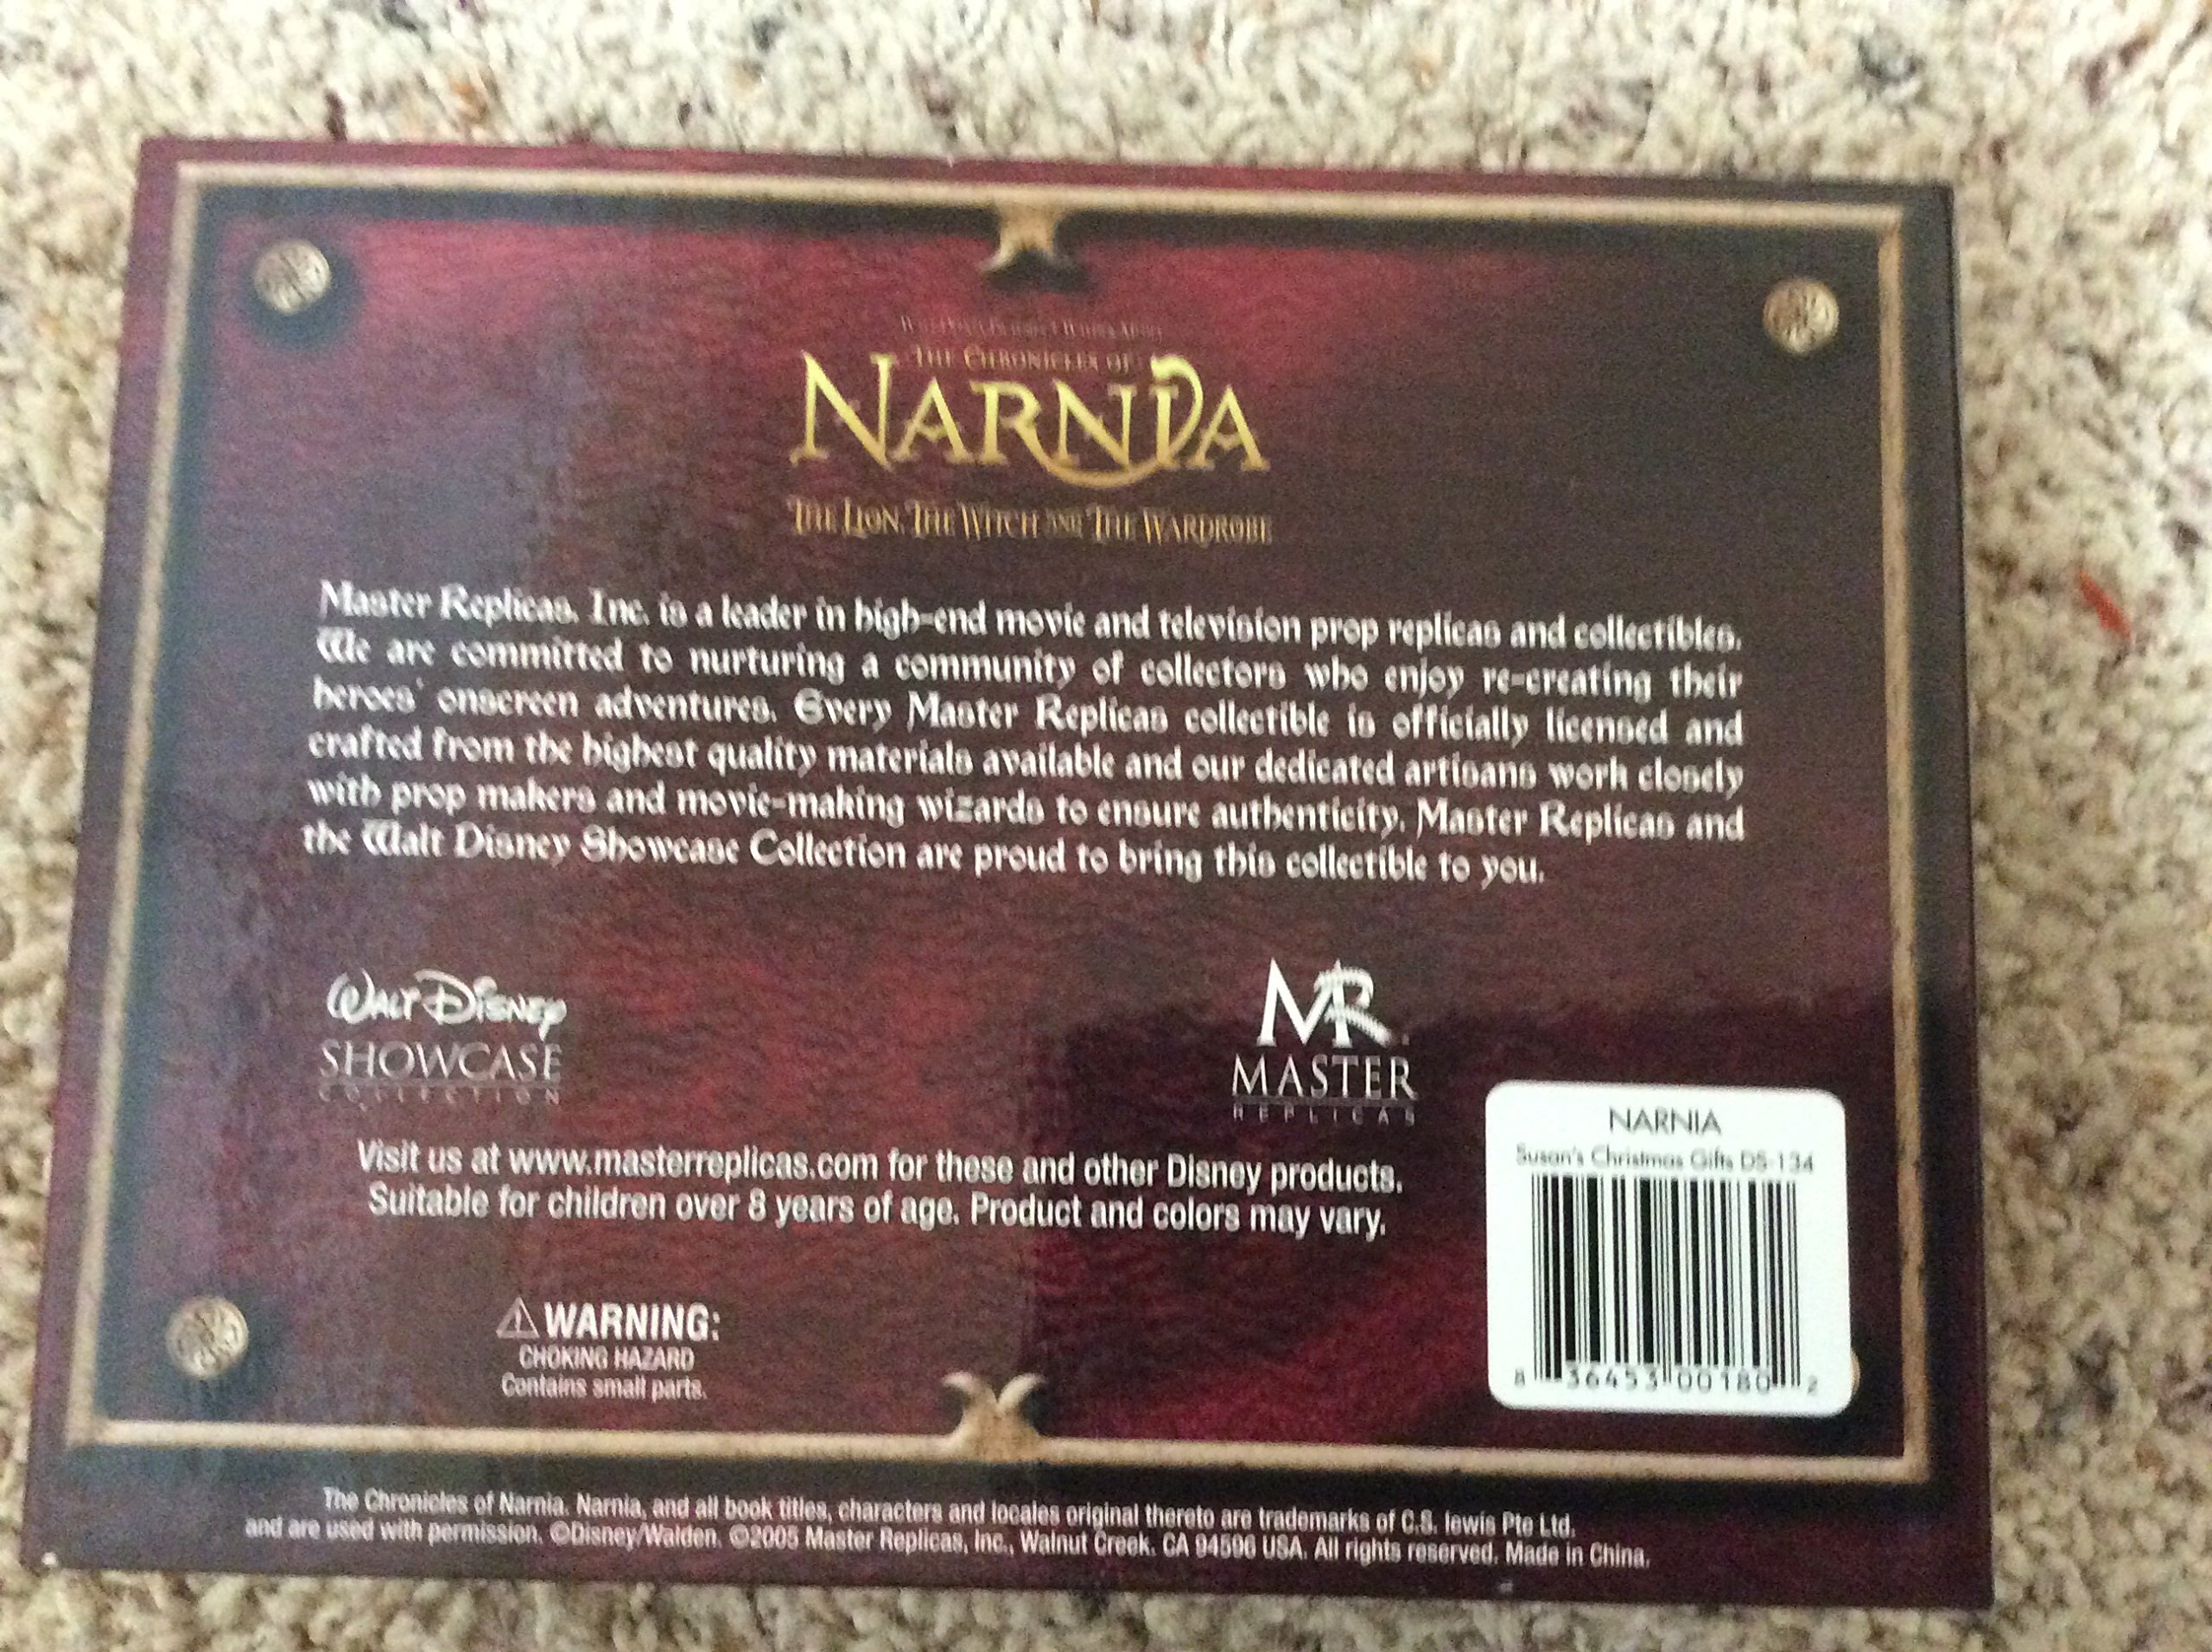 THE CHRONICLES OF
NARNIA
THE LION, THE WITCH AND THE WARDROBE
Master Replicas, Inc. is a leader in high-end movie and television prop replicas and collectibles.
We are committed to nurturing a community of collectors who enjoy re-creating their
heroes' onscreen adventures. Every Master Replicas collectible is officially licensed and
crafted from the highest quality materials available and our dedicated artisans work closely
with prop makers and movie-making wizards to ensure authenticity. Master Replicas and
the Walt Disney Showcase Collection are proud to bring this collectible to you.
WALT DISNEY
SHOWCASE
COLLECTION
MR
MASTER
REPLICAS
Visit us at www.masterreplicas.com for these and other Disney products.
Suitable for children over 8 years of age. Product and colors may vary.
NARNIA
Susan's Christmas Gifts DS-134
8 36453 00180 2
WARNING:
CHOKING HAZARD
Contains small parts.
The Chronicles of Narnia. Narnia, and all book titles, characters and locales original thereto are trademarks of C.S. lewis Pte Ltd.
and are used with permission. ©Disney/Walden. ©2005 Master Replicas, Inc., Walnut Creek. CA 94596 USA. All rights reserved. Made in China.